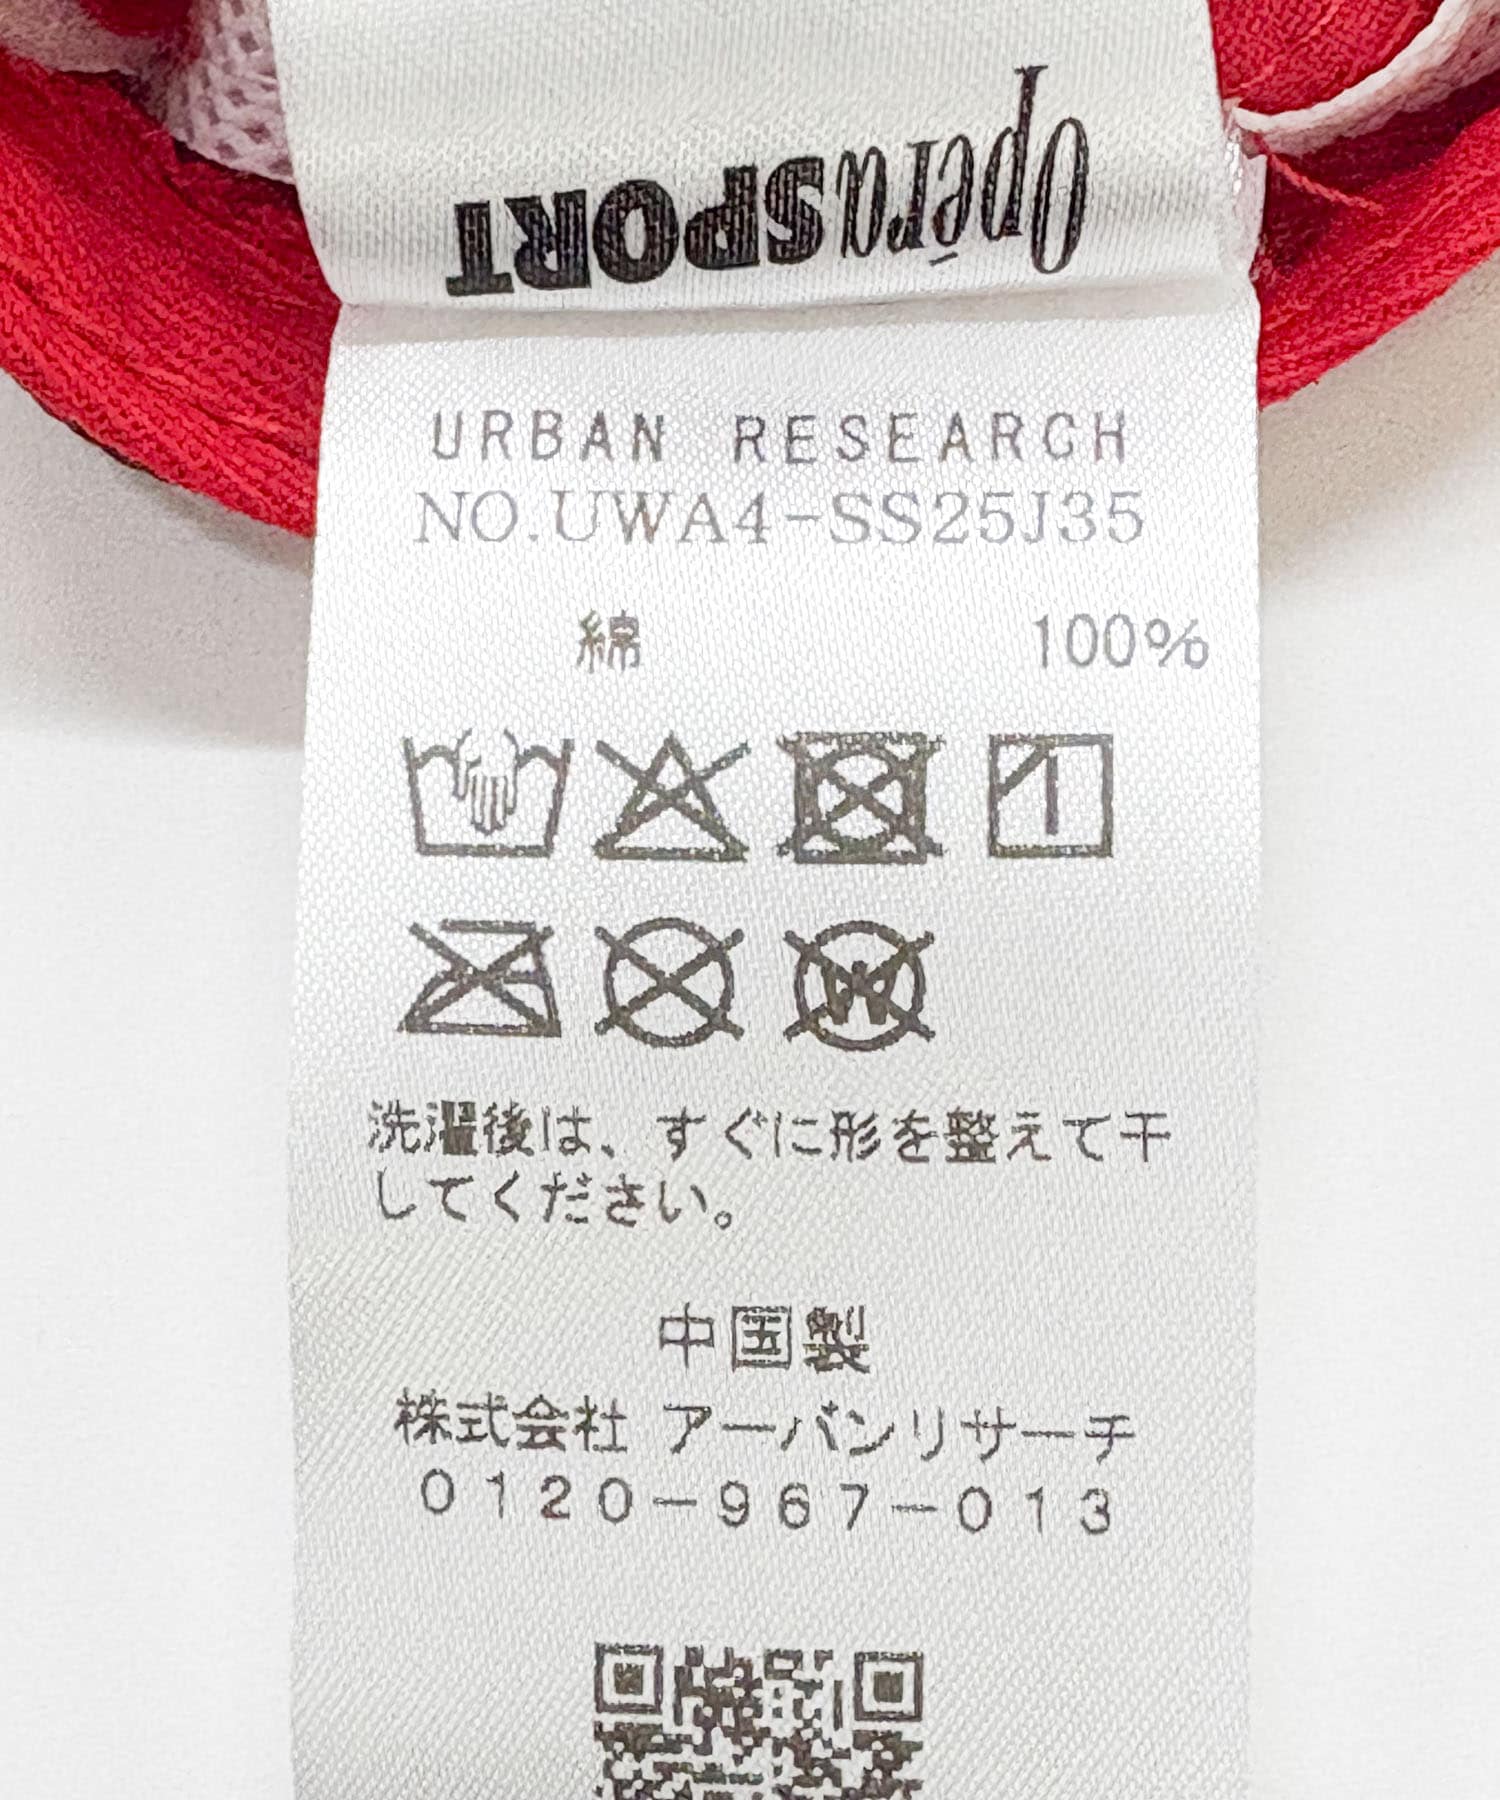 OpéraSPORT
URBAN RESEARCH
NO.UWA4-SS25J35
綿 100%
W
洗濯後は、すぐに形を整えて干
してください。
中国製
株式会社 アーバンリサーチ
0120-967-013